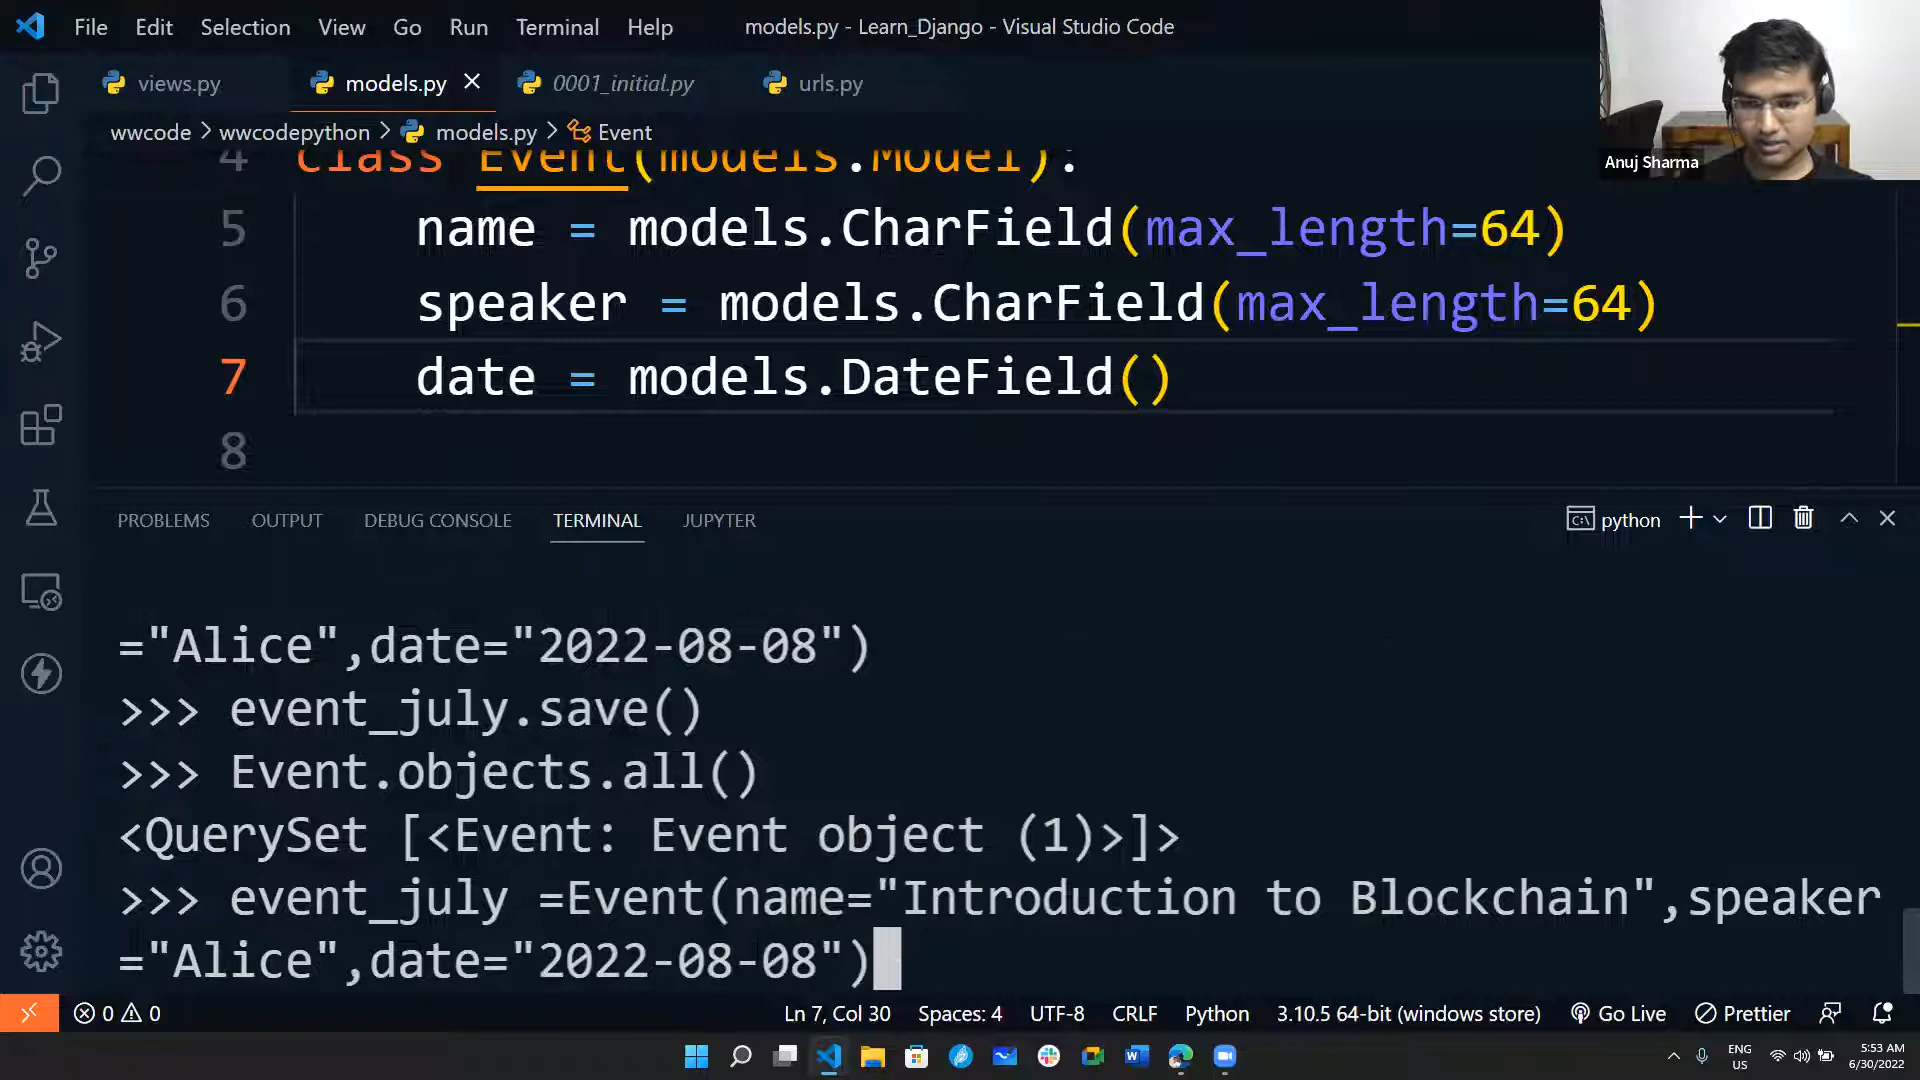 File Edit Selection View Go Run Terminal Help models.py - Learn_Django - Visual Studio Code
views.py models.py 0001_initial.py urls.py
wwcode > wwcodepython > models.py > Event
Anuj Sharma
4 class Event(models.Model):
5 name = models.CharField(max_length=64)
6 speaker = models.CharField(max_length=64)
7 date = models.DateField()
8
PROBLEMS OUTPUT DEBUG CONSOLE TERMINAL JUPYTER python
="Alice",date="2022-08-08")
>>> event_july.save()
>>> Event.objects.all()
<QuerySet [<Event: Event object (1)>]>
>>> event_july =Event(name="Introduction to Blockchain",speaker
="Alice",date="2022-08-08")
0 0 Ln 7, Col 30 Spaces: 4 UTF-8 CRLF Python 3.10.5 64-bit (windows store) Go Live Prettier
ENG 5:53 AM
US 6/30/2022